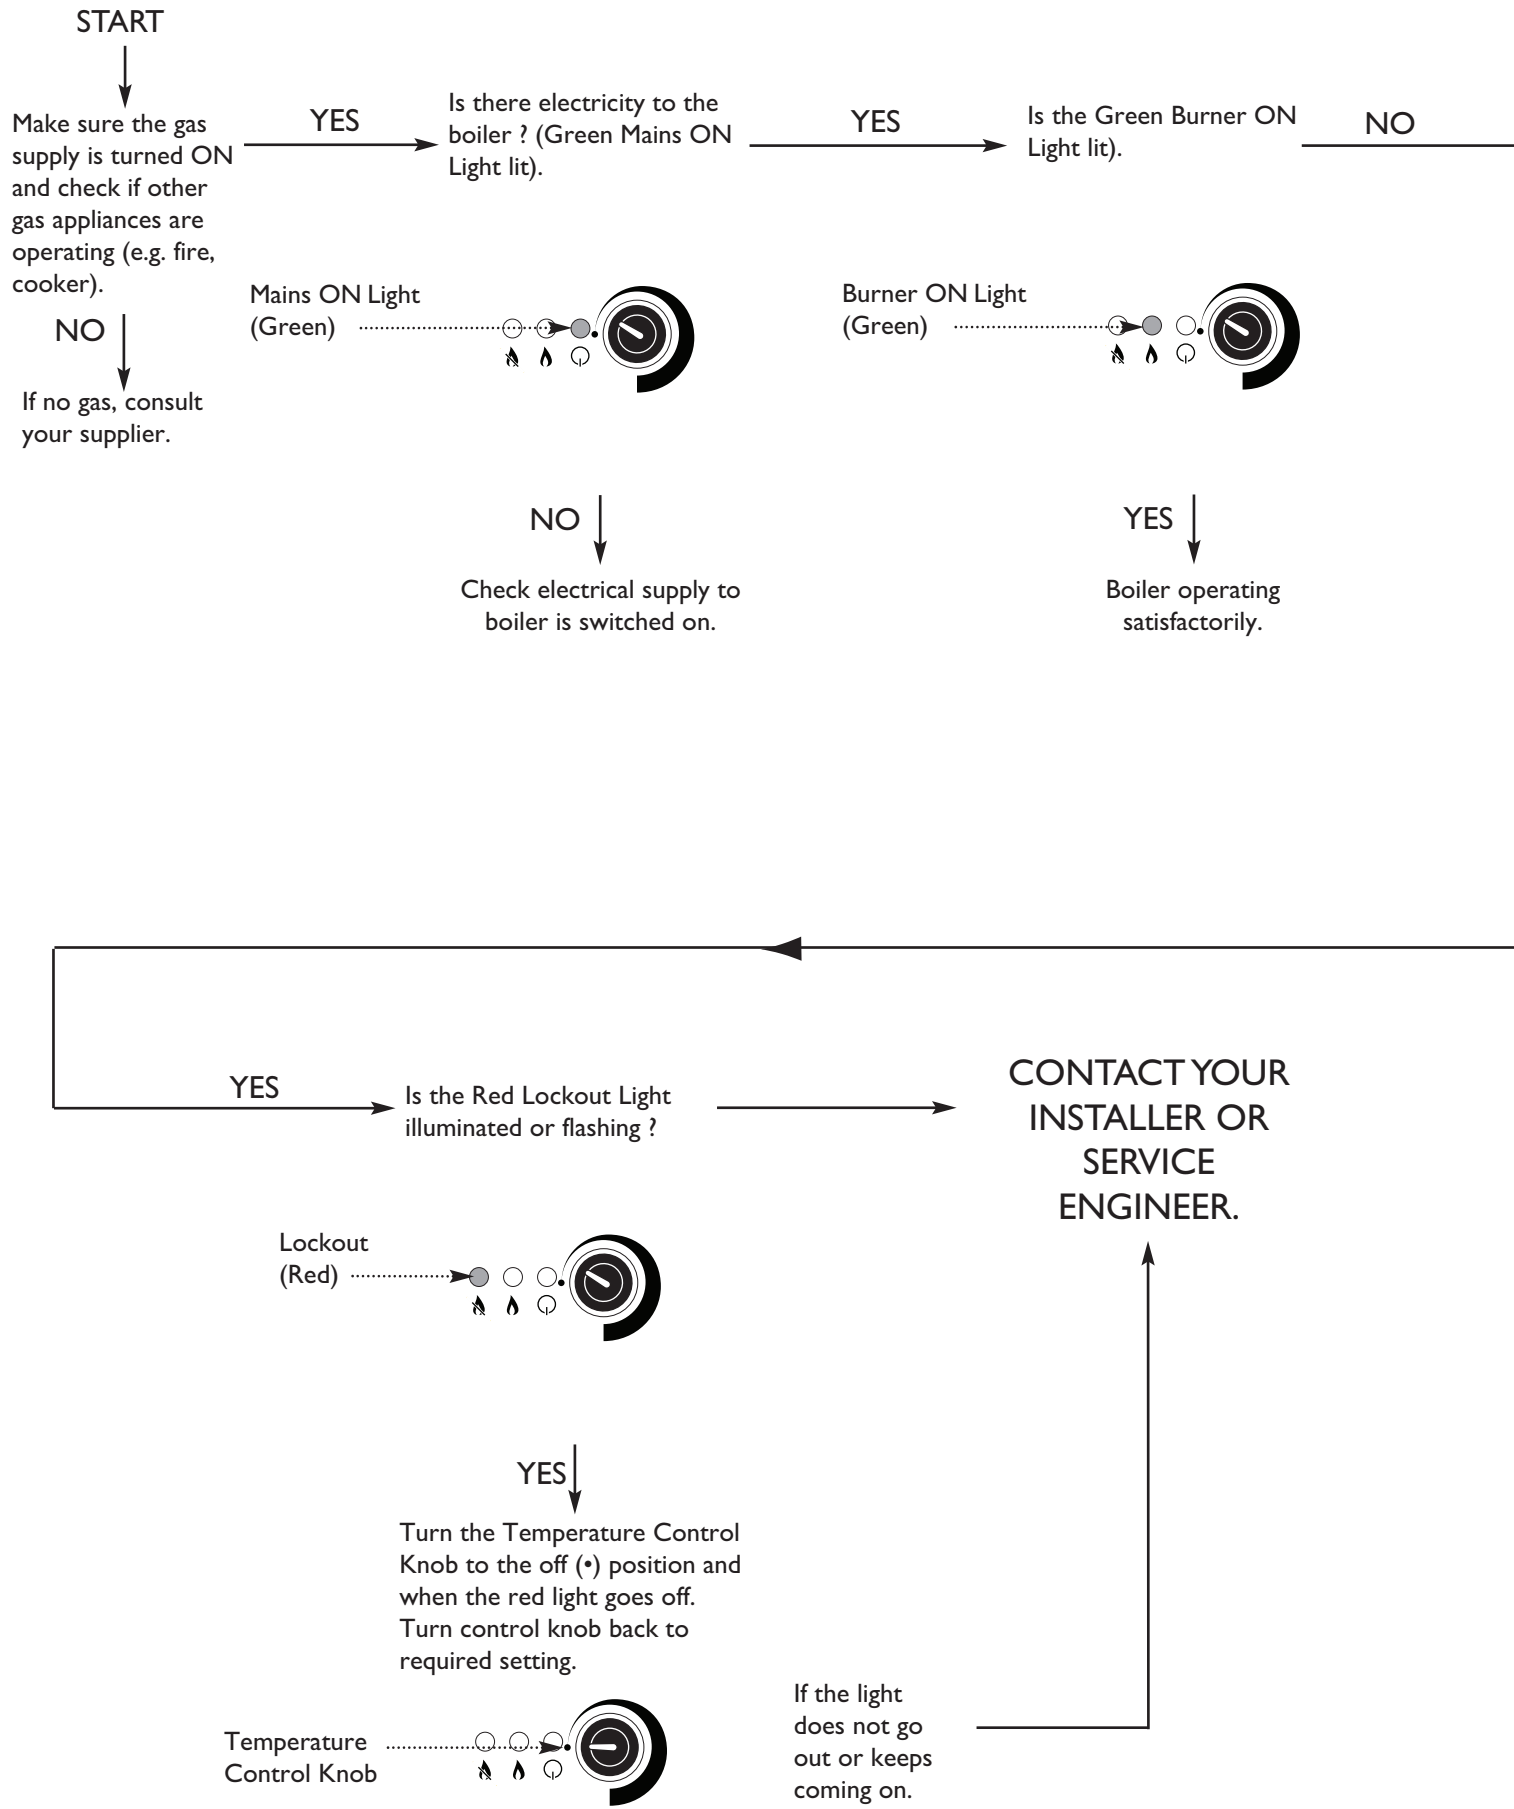 START
Make sure the gas
supply is turned ON
and check if other
gas appliances are
operating (e.g. fire,
cooker).
YES
Is there electricity to the
boiler ? (Green Mains ON
Light lit).
YES
Is the Green Burner ON
Light lit).
NO
Mains ON Light
(Green)
Burner ON Light
(Green)
NO
If no gas, consult
your supplier.
NO
Check electrical supply to
boiler is switched on.
YES
Boiler operating
satisfactorily.
YES
Is the Red Lockout Light
illuminated or flashing ?
CONTACT YOUR
INSTALLER OR
SERVICE
ENGINEER.
Lockout
(Red)
YES
Turn the Temperature Control
Knob to the off (•) position and
when the red light goes off.
Turn control knob back to
required setting.
Temperature
Control Knob
If the light
does not go
out or keeps
coming on.